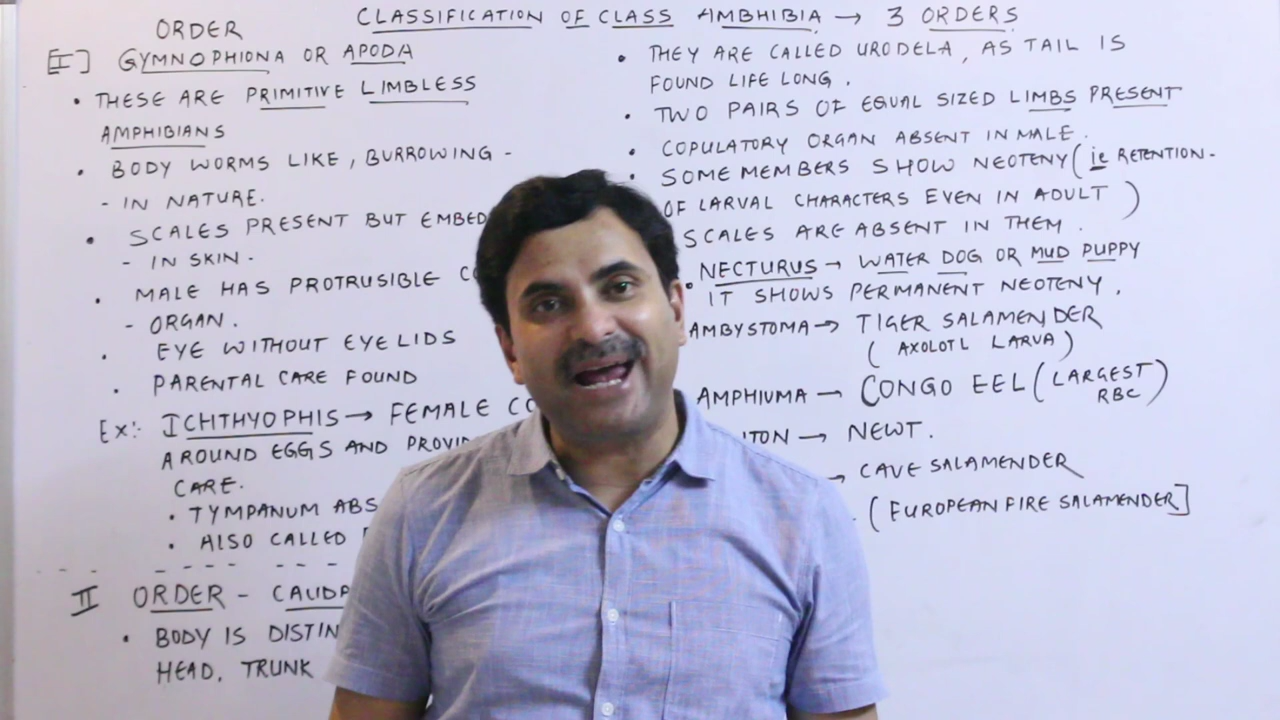 CLASSIFICATION OF CLASS AMBHIBIA → 3 ORDERS
ORDER
[I] GYMNOPHIONA OR APODA
• THESE ARE PRIMITIVE LIMBLESS
AMPHIBIANS
• BODY WORMS LIKE, BURROWING -
- IN NATURE.
• SCALES PRESENT BUT EMBED
- IN SKIN.
• MALE HAS PROTRUSIBLE
- ORGAN.
• EYE WITHOUT EYELIDS
• PARENTAL CARE FOUND
EX:- ICHTHYOPHIS → FEMALE
AROUND EGGS AND PROVI
CARE.
• TYMPANUM ABS
• ALSO CALLED
II ORDER - CAUDA
• BODY IS DISTIN
HEAD, TRUNK
• THEY ARE CALLED URODELA, AS TAIL IS
FOUND LIFE LONG.
• TWO PAIRS OF EQUAL SIZED LIMBS PRESENT
• COPULATORY ORGAN ABSENT IN MALE.
• SOME MEMBERS SHOW NEOTENY (ie RETENTION -
OF LARVAL CHARACTERS EVEN IN ADULT)
SCALES ARE ABSENT IN THEM.
• NECTURUS → WATER DOG OR MUD PUPPY
IT SHOWS PERMANENT NEOTENY.
AMBYSTOMA → TIGER SALAMENDER
(AXOLOTL LARVA)
AMPHIUMA → CONGO EEL (LARGEST
RBC)
ITON → NEWT.
→ CAVE SALAMENDER
(EUROPEAN FIRE SALAMENDER]